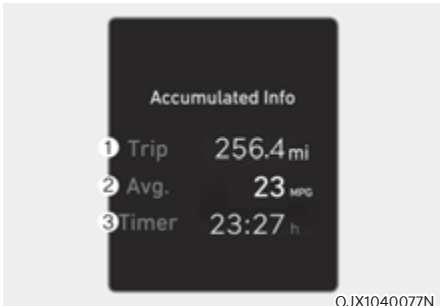 Accumulated Info
1 Trip 256.4 mi
2 Avg. 23 MPG
3 Timer 23:27 h
OJX1040077N